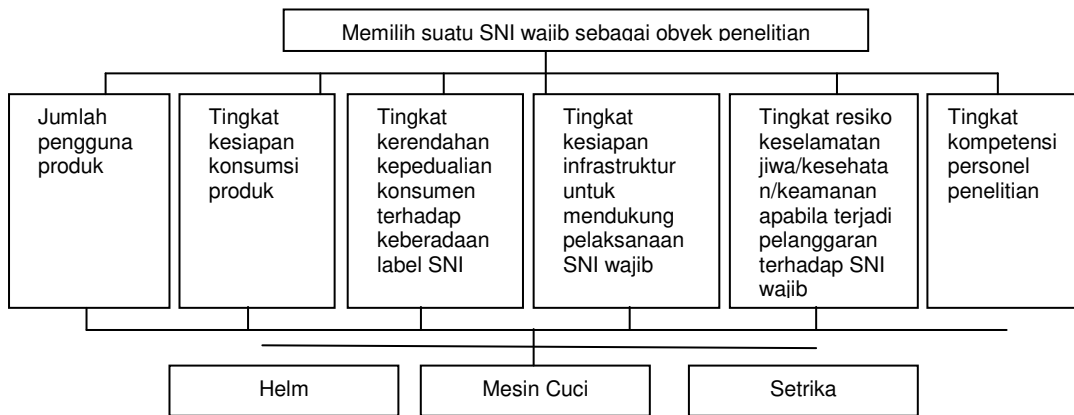 Memilih suatu SNI wajib sebagai obyek penelitian
Jumlah
pengguna
produk
Tingkat
kesiapan
konsumsi
produk
Tingkat
kerendahan
kepedualian
konsumen
terhadap
keberadaan
label SNI
Tingkat
kesiapan
infrastruktur
untuk
mendukung
pelaksanaan
SNI wajib
Tingkat resiko
keselamatan
jiwa/kesehata
n/keamanan
apabila terjadi
pelanggaran
terhadap SNI
wajib
Tingkat
kompetensi
personel
penelitian
Helm
Mesin Cuci
Setrika